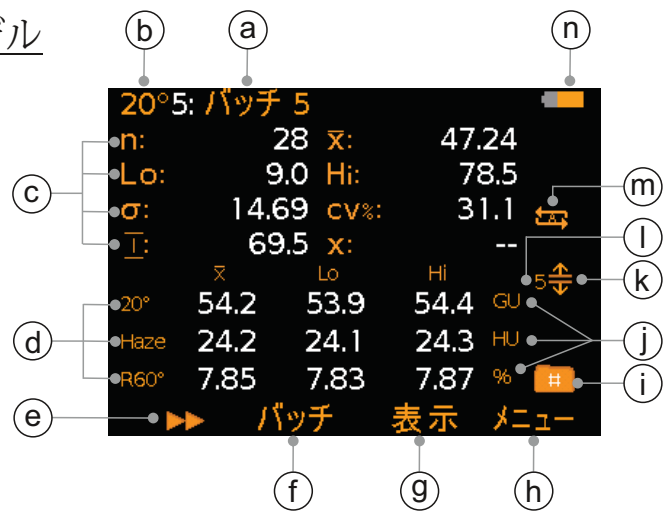 デル
b a n
20°5: バッチ 5
n: 28 x̅: 47.24
Lo: 9.0 Hi: 78.5
σ: 14.69 cv%: 31.1
I̅: 69.5 x: --
x̅ Lo Hi
5
20° 54.2 53.9 54.4 GU
Haze 24.2 24.1 24.3 HU
R60° 7.85 7.83 7.87 %
#
バッチ 表示 メニュー
c
d
e
m
A
l
k
j
i
f g h